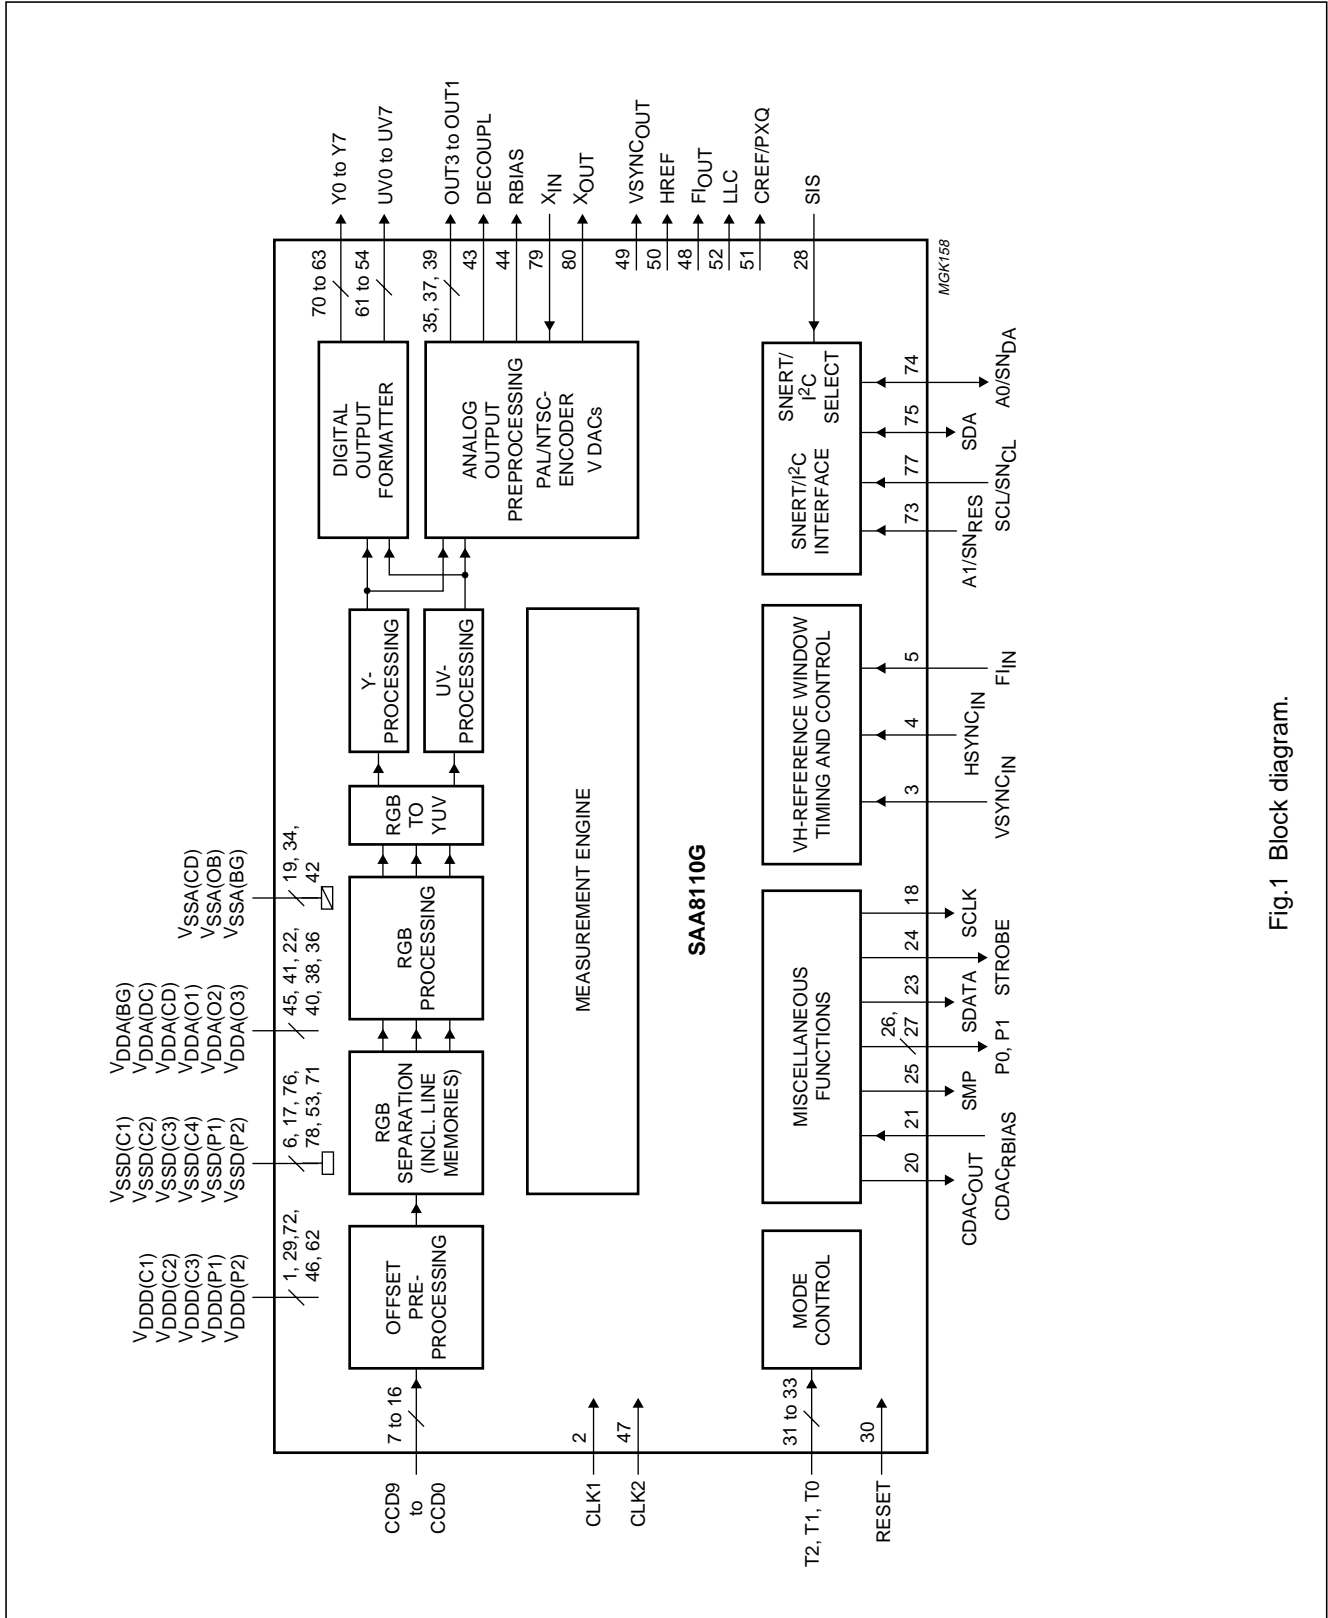 VDDD(C1)
VDDD(C2)
VDDD(C3)
VDDD(P1)
VDDD(P2)
1, 29,72,
46, 62
VSSD(C1)
VSSD(C2)
VSSD(C3)
VSSD(C4)
VSSD(P1)
VSSD(P2)
6, 17, 76,
78, 53, 71
VDDA(BG)
VDDA(DC)
VDDA(CD)
VDDA(O1)
VDDA(O2)
VDDA(O3)
45, 41, 22,
40, 38, 36
VSSA(CD)
VSSA(OB)
VSSA(BG)
19, 34,
42
CCD9
to
CCD0
7 to 16
OFFSET
PRE-
PROCESSING
RGB
SEPARATION
(INCL. LINE
MEMORIES)
RGB
PROCESSING
RGB
TO
YUV
Y-
PROCESSING
UV-
PROCESSING
DIGITAL
OUTPUT
FORMATTER
70 to 63
Y0 to Y7
61 to 54
UV0 to UV7
ANALOG
OUTPUT
PREPROCESSING
PAL/NTSC-
ENCODER
V DACs
35, 37, 39
OUT3 to OUT1
43
DECOUPL
44
RBIAS
79
XIN
80
XOUT
CLK1
2
CLK2
47
MEASUREMENT ENGINE
SAA8110G
49
VSYNCOUT
50
HREF
48
FIOUT
52
LLC
51
CREF/PXQ
28
SIS
T2, T1, T0
31 to 33
RESET
30
MODE
CONTROL
MISCELLANEOUS
FUNCTIONS
VH-REFERENCE WINDOW
TIMING AND CONTROL
SNERT/I2C
INTERFACE
SNERT/
I2C
SELECT
20
CDACOUT
21
CDACRBIAS
25
SMP
26,
27
P0, P1
23
SDATA
24
STROBE
18
SCLK
3
VSYNCIN
4
HSYNCIN
5
FIIN
73
A1/SNRES
77
SCL/SNCL
75
SDA
74
A0/SNDA
MGK158
Fig.1 Block diagram.